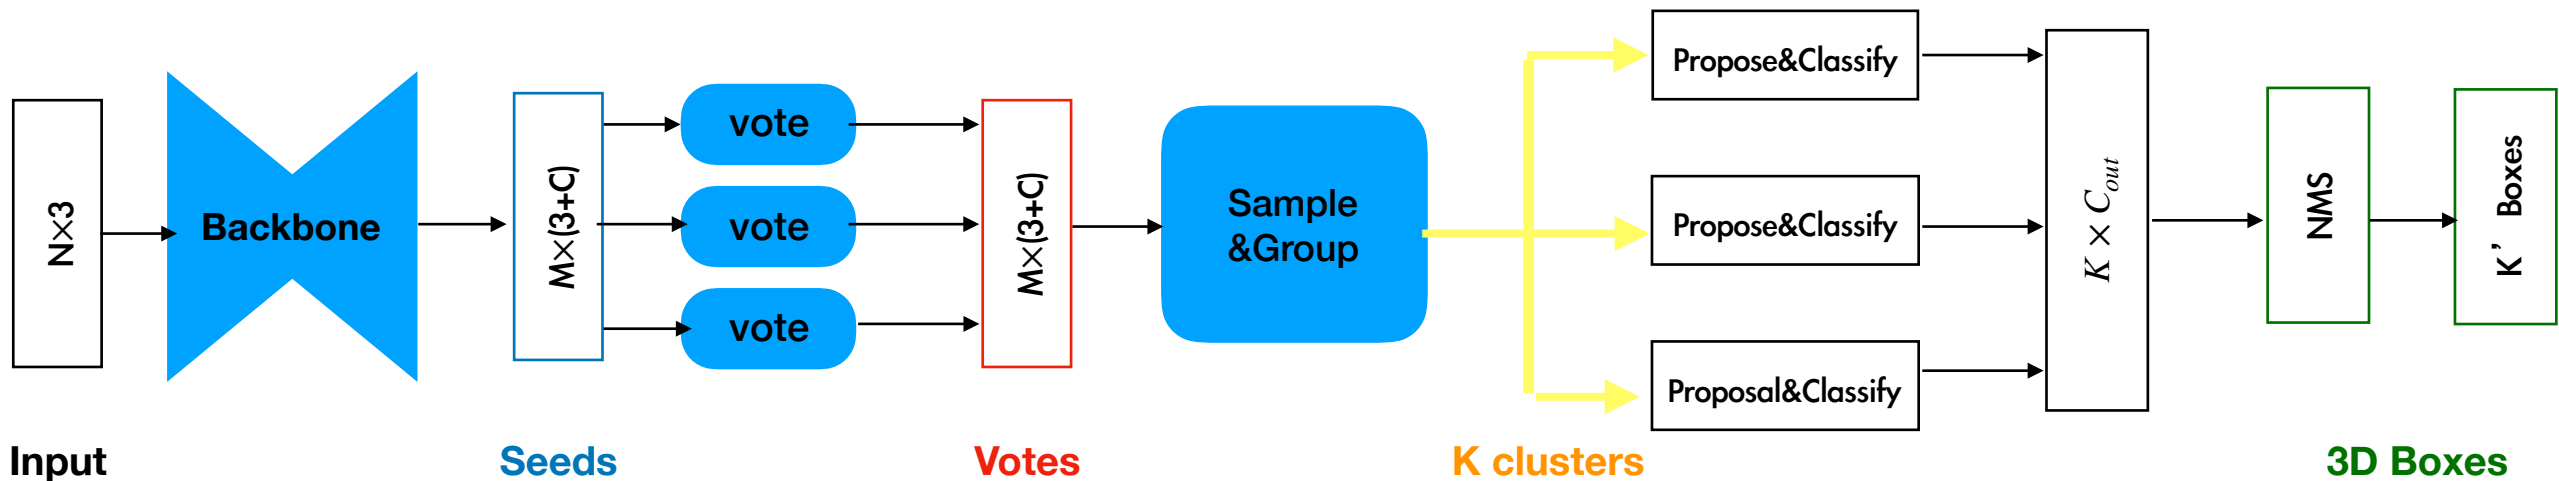 N×3
Backbone
M×(3+C)
vote
vote
vote
M×(3+C)
Sample
&Group
Propose&Classify
Propose&Classify
Proposal&Classify
K × C_out
NMS
K’ Boxes
Input
Seeds
Votes
K clusters
3D Boxes